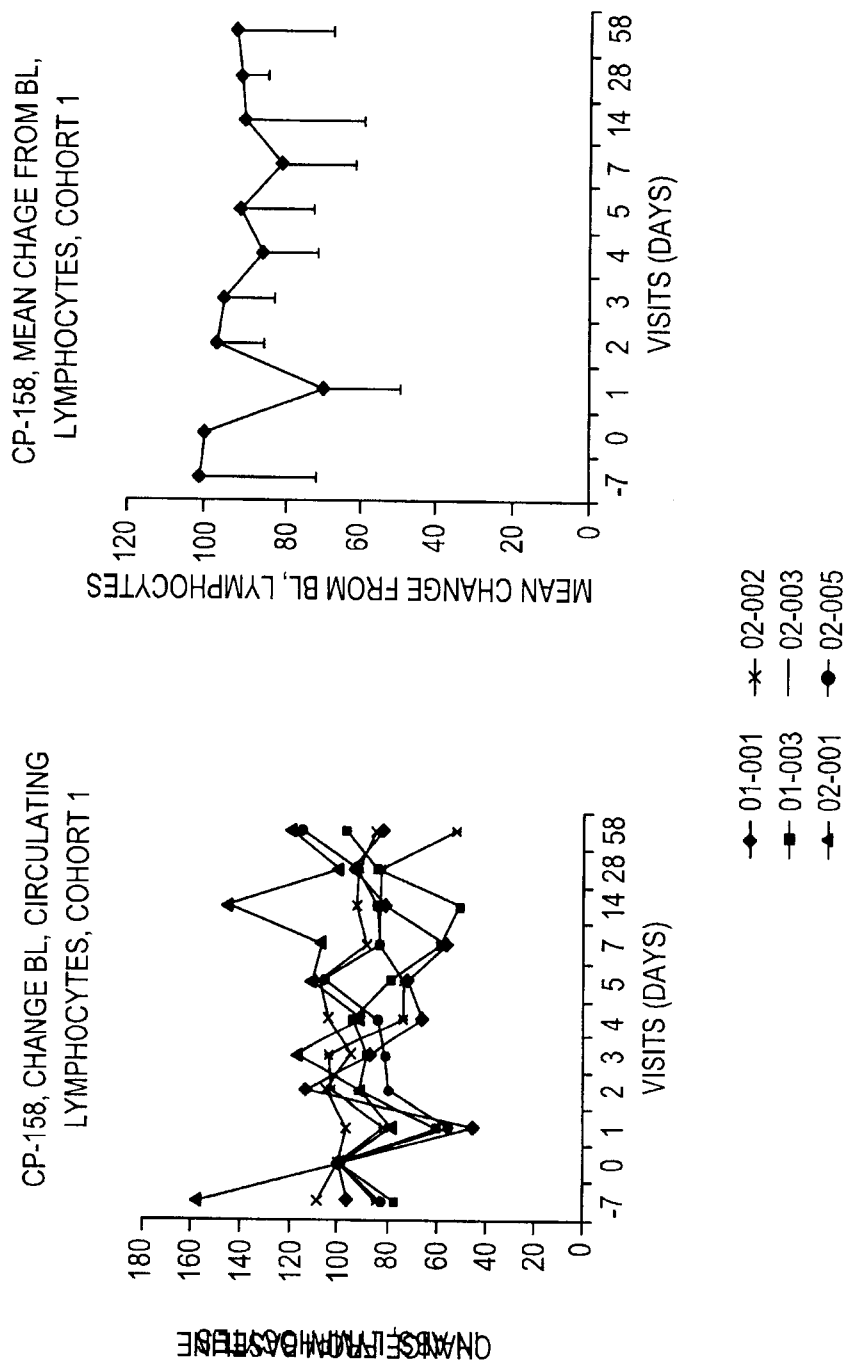 CP-158, CHANGE BL, CIRCULATING
LYMPHOCYTES, COHORT 1
180
160
140
120
100
80
60
40
20
0
-7 0 1 2 3 4 5 7 14 28 58
VISITS (DAYS)
CP-158, MEAN CHAGE FROM BL,
LYMPHOCYTES, COHORT 1
MEAN CHANGE FROM BL, LYMPHOCYTES
120
100
80
60
40
20
0
-7 0 1 2 3 4 5 7 14 28 58
VISITS (DAYS)
01-001 02-002
01-003 02-003
02-001 02-005